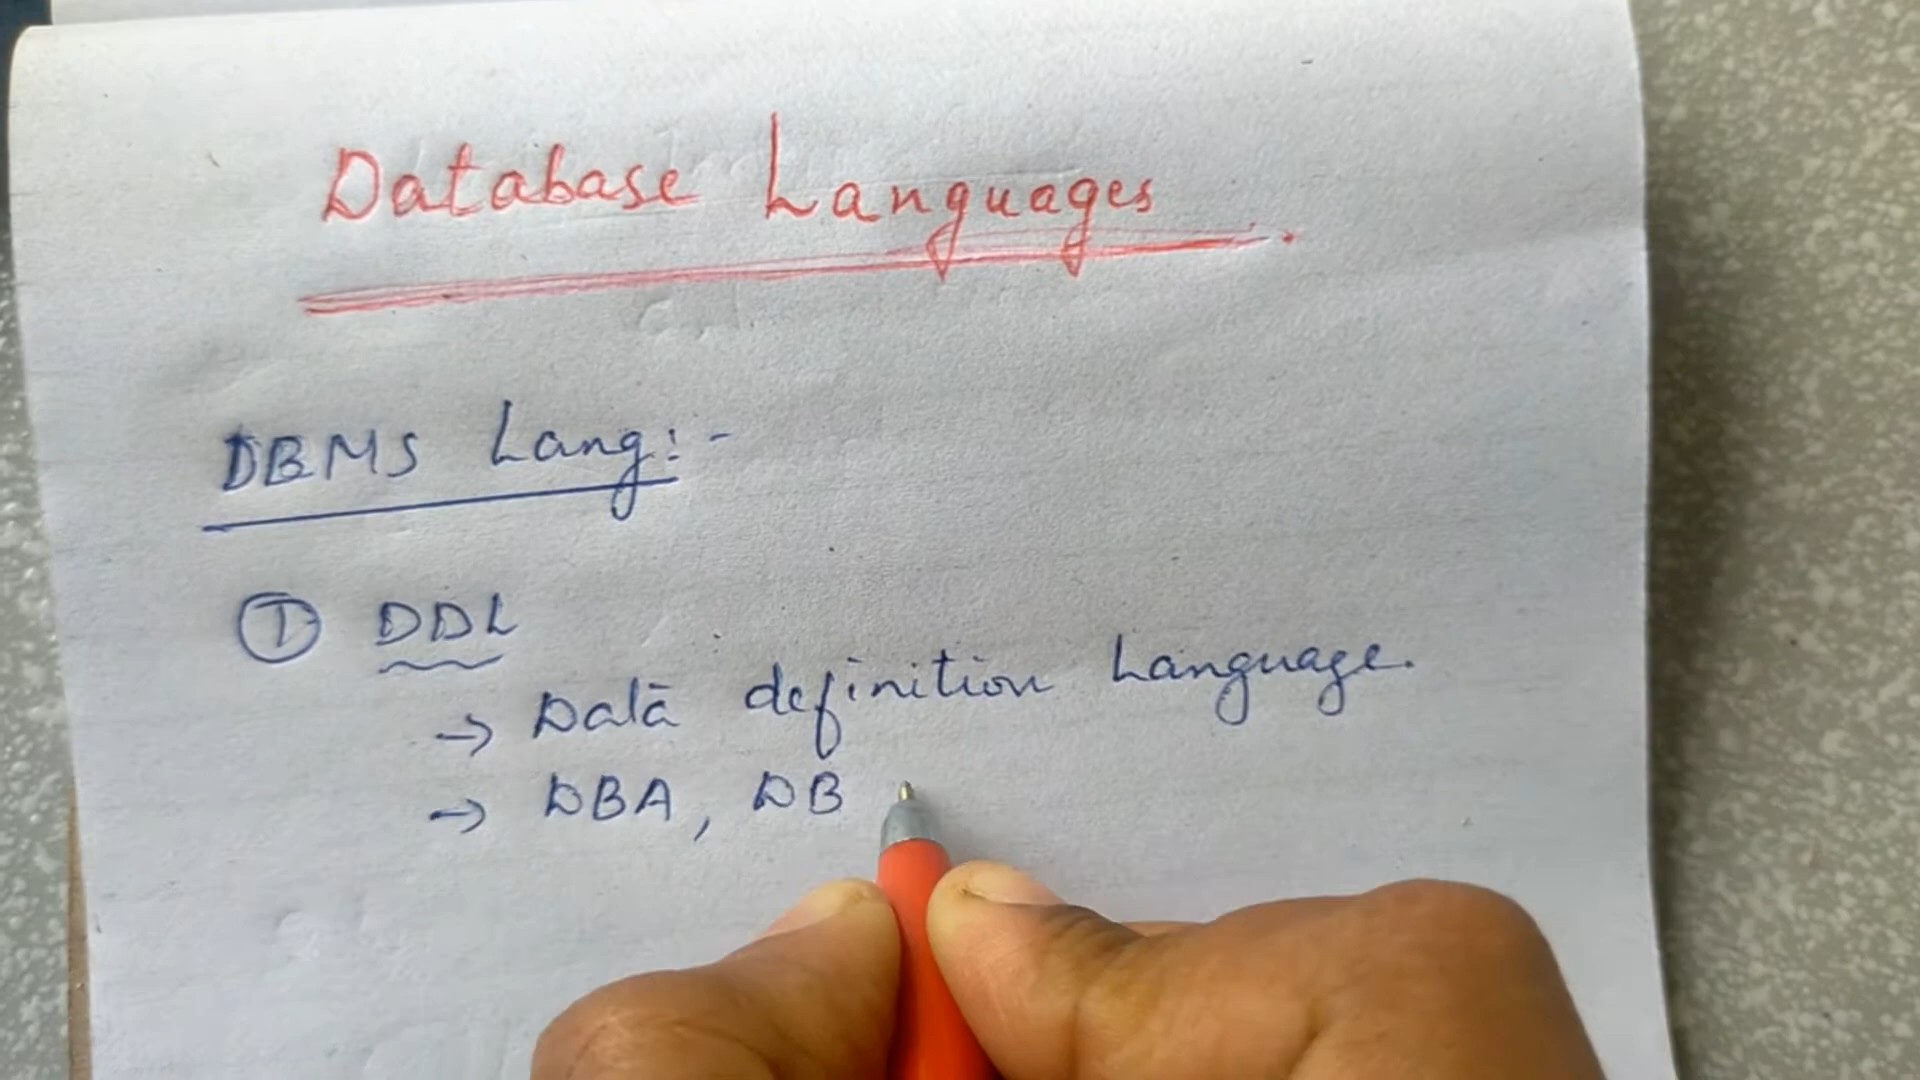 Database Languages
DBMS Lang:-
① DDL
→ Data definition Language.
→ DBA, DB